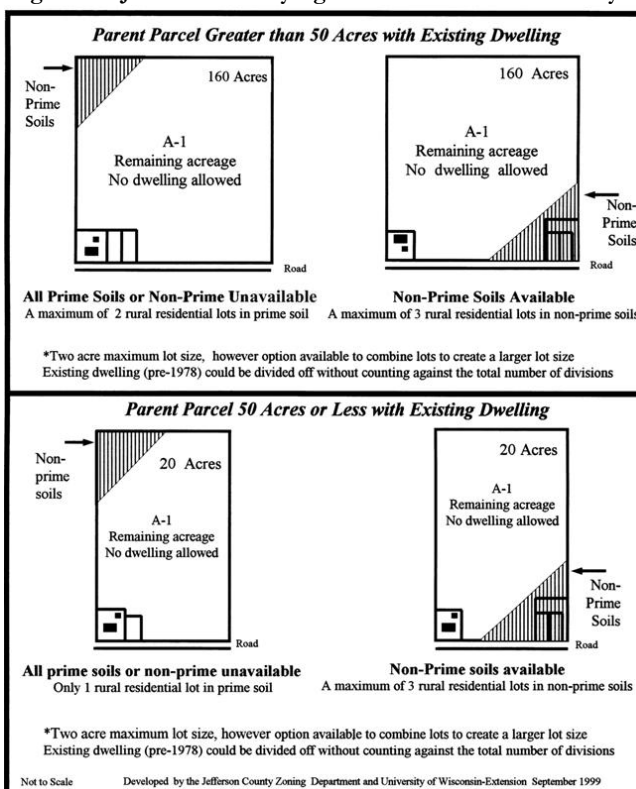 Parent Parcel Greater than 50 Acres with Existing Dwelling
Non-
Prime
Soils
160 Acres
A-1
Remaining acreage
No dwelling allowed
Road
All Prime Soils or Non-Prime Unavailable
A maximum of 2 rural residential lots in prime soil
160 Acres
A-1
Remaining acreage
No dwelling allowed
Non-
Prime
Soils
Road
Non-Prime Soils Available
A maximum of 3 rural residential lots in non-prime soils
*Two acre maximum lot size, however option available to combine lots to create a larger lot size
Existing dwelling (pre-1978) could be divided off without counting against the total number of divisions
Parent Parcel 50 Acres or Less with Existing Dwelling
Non-
prime
soils
20 Acres
A-1
Remaining acreage
No dwelling allowed
Road
All prime soils or non-prime unavailable
Only 1 rural residential lot in prime soil
20 Acres
A-1
Remaining acreage
No dwelling allowed
Non-
Prime
Soils
Road
Non-Prime soils available
A maximum of 3 rural residential lots in non-prime soils
*Two acre maximum lot size, however option available to combine lots to create a larger lot size
Existing dwelling (pre-1978) could be divided off without counting against the total number of divisions
Not to Scale
Developed by the Jefferson County Zoning Department and University of Wisconsin-Extension September 1999